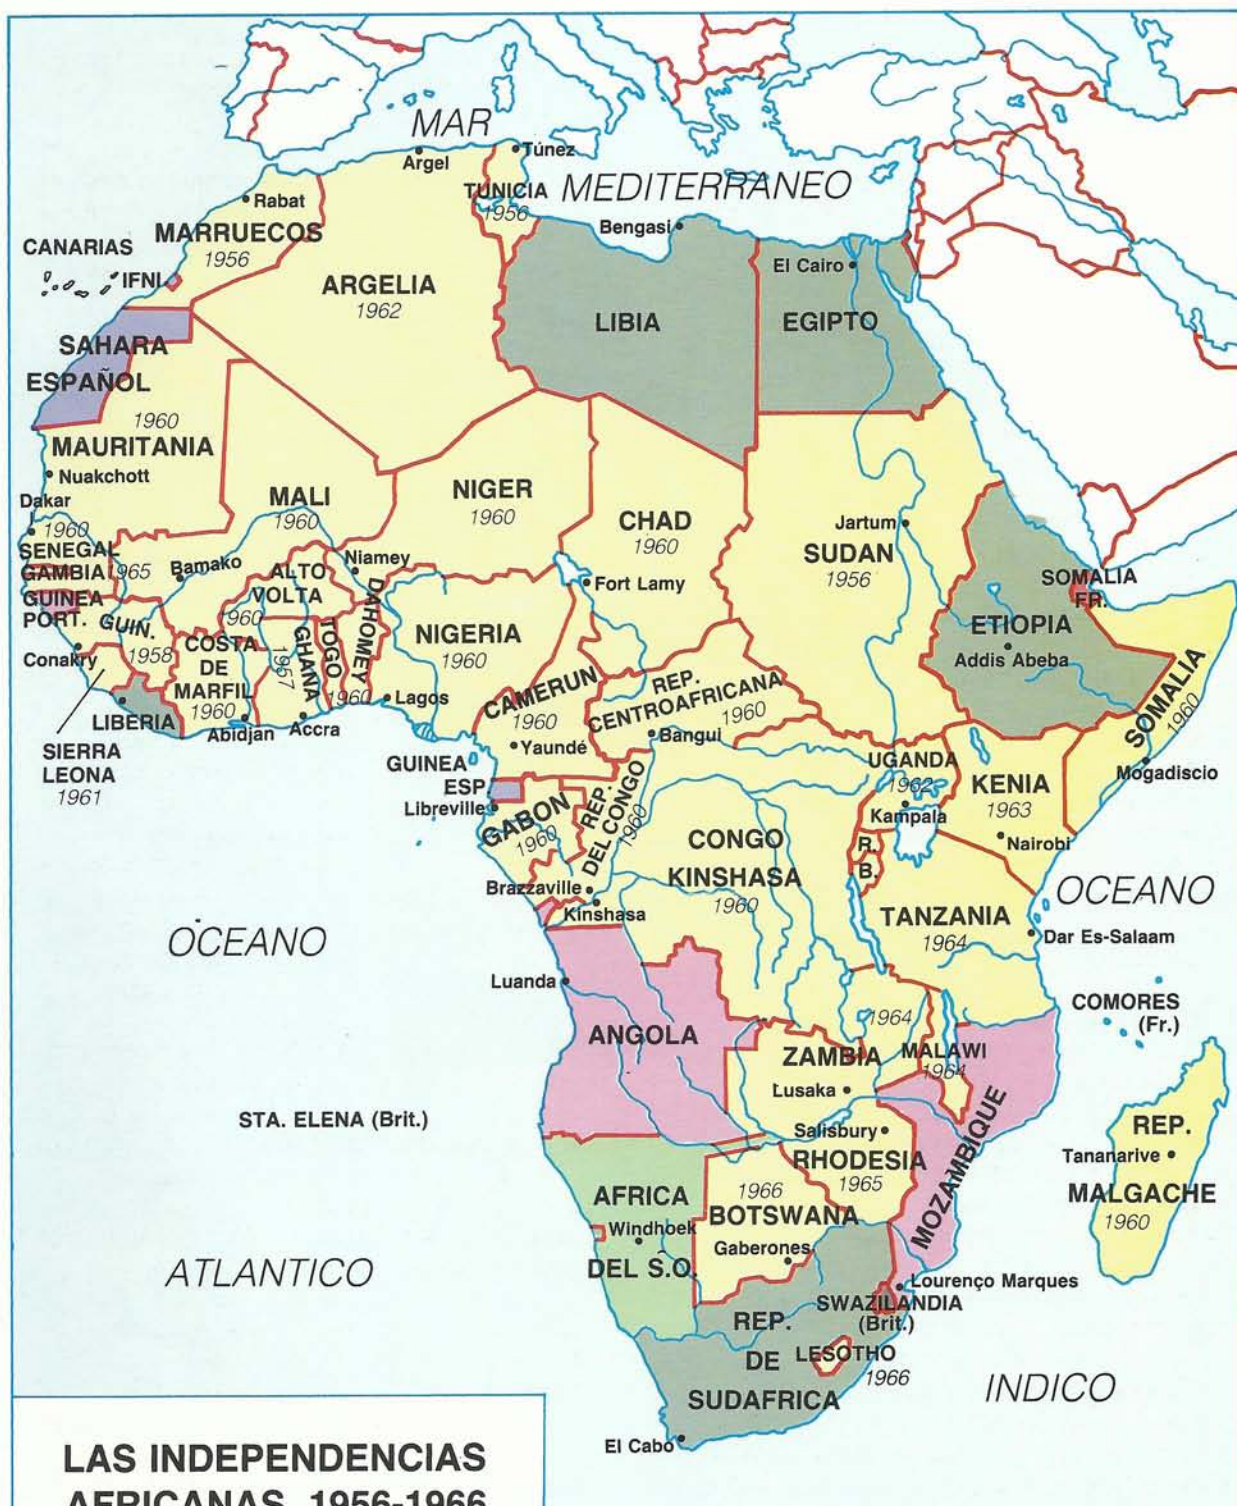 MAR
MEDITERRANEO
Argel
Túnez
TUNICIA
1956
Rabat
MARRUECOS
1956
CANARIAS
IFNI
ARGELIA
1962
Bengasi
LIBIA
El Cairo
EGIPTO
SAHARA
ESPAÑOL
1960
MAURITANIA
Nuakchott
Dakar
1960
SENEGAL
GAMBIA
1965
GUINEA
PORT.
GUIN.
1958
Conakry
LIBERIA
SIERRA
LEONA
1961
MALI
1960
Bamako
ALTO
VOLTA
1960
COSTA
DE
MARFIL
1960
Abidjan
GHANA
1957
Accra
TOGO
1960
DAHOMEY
Niamey
NIGER
1960
NIGERIA
1960
Lagos
CHAD
1960
Fort Lamy
Jartum
SUDAN
1956
SOMALIA
FR.
ETIOPIA
Addis Abeba
SOMALIA
1960
Mogadiscio
CAMERUN
1960
Yaundé
REP.
CENTROAFRICANA
1960
Bangui
GUINEA
ESP.
Libreville
GABON
1960
REP.
DEL CONGO
1960
Brazzaville
Kinshasa
CONGO
KINSHASA
1960
UGANDA
1962
Kampala
KENIA
1963
Nairobi
R.
B.
TANZANIA
1964
Dar Es-Salaam
OCEANO
INDICO
OCEANO
ATLANTICO
Luanda
ANGOLA
STA. ELENA (Brit.)
COMORES
(Fr.)
1964
ZAMBIA
Lusaka
MALAWI
1964
MOZAMBIQUE
Lourenço Marques
Salisbury
RHODESIA
1965
REP.
Tananarive
MALGACHE
1960
AFRICA
Windhoek
DEL S.O.
1966
BOTSWANA
Gaberones
SWAZILANDIA
(Brit.)
REP.
DE
SUDAFRICA
LESOTHO
1966
El Cabo
LAS INDEPENDENCIAS
AFRICANAS, 1956-1966